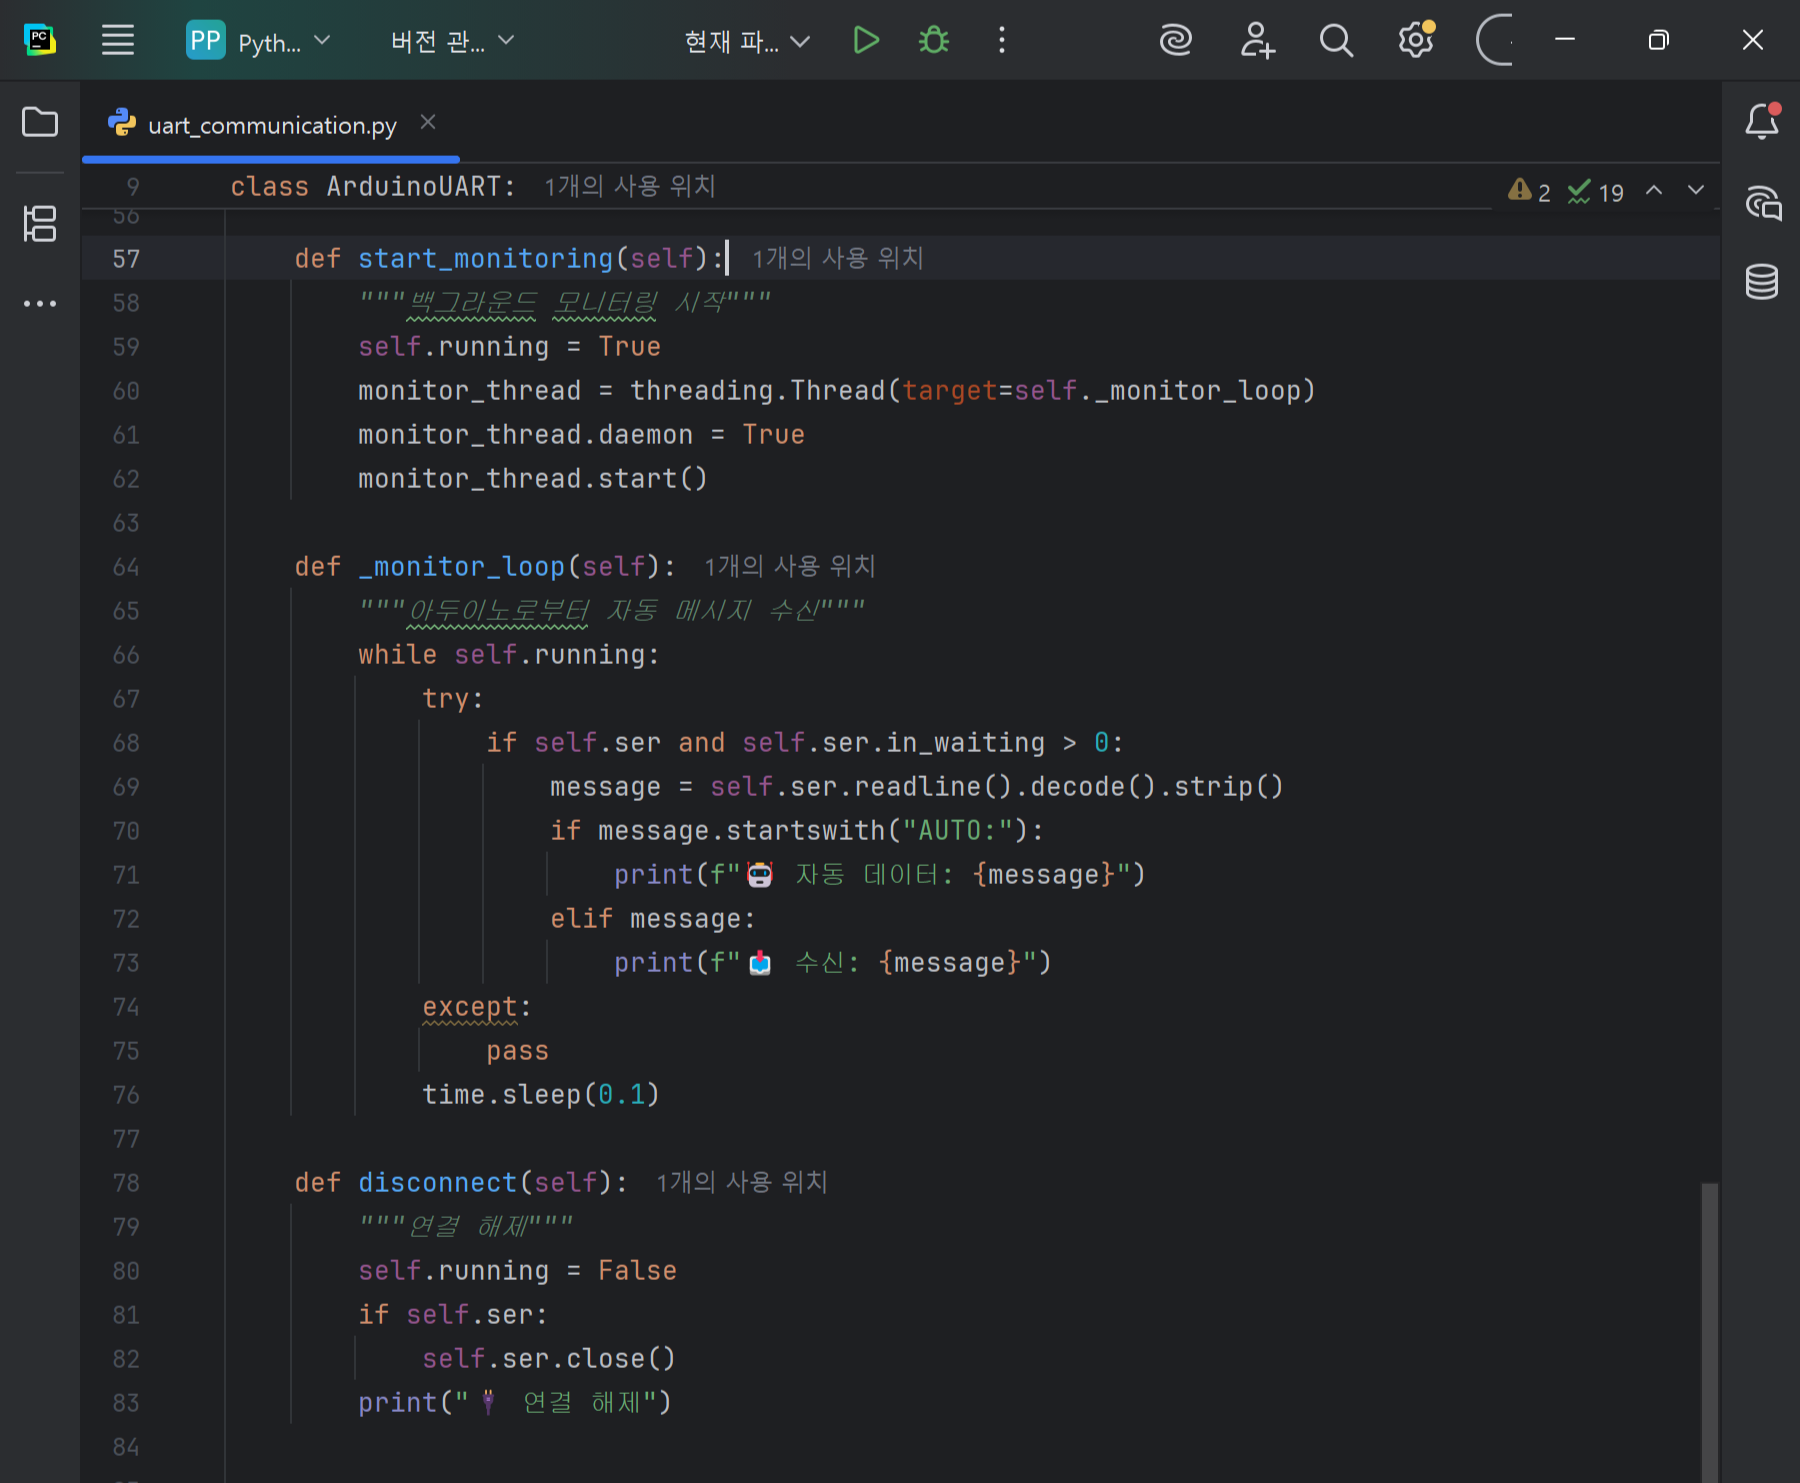 PC
PP Pyth... 버전 관... 현재 파...
uart_communication.py
9 class ArduinoUART: 1개의 사용 위치 2 19
56
57 def start_monitoring(self): 1개의 사용 위치
58 """백그라운드 모니터링 시작"""
59 self.running = True
60 monitor_thread = threading.Thread(target=self._monitor_loop)
61 monitor_thread.daemon = True
62 monitor_thread.start()
63
64 def _monitor_loop(self): 1개의 사용 위치
65 """아두이노로부터 자동 메시지 수신"""
66 while self.running:
67 try:
68 if self.ser and self.ser.in_waiting > 0:
69 message = self.ser.readline().decode().strip()
70 if message.startswith("AUTO:"):
71 print(f"🤖 자동 데이터: {message}")
72 elif message:
73 print(f"📥 수신: {message}")
74 except:
75 pass
76 time.sleep(0.1)
77
78 def disconnect(self): 1개의 사용 위치
79 """연결 해제"""
80 self.running = False
81 if self.ser:
82 self.ser.close()
83 print("🔌 연결 해제")
84